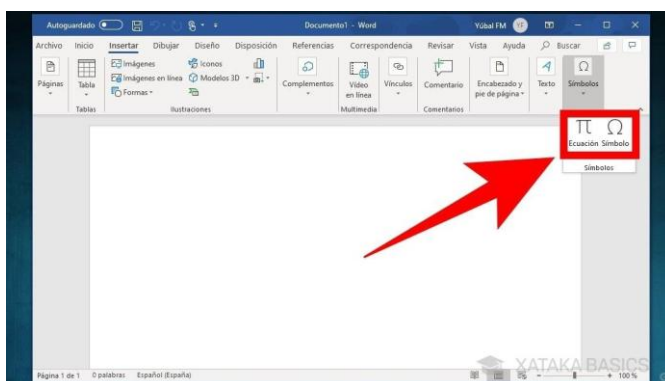 Autoguardado Documento1 - Word Yúbal FM YF
Archivo Inicio Insertar Dibujar Diseño Disposición Referencias Correspondencia Revisar Vista Ayuda Buscar
Páginas
Tabla
Imágenes
Imágenes en línea
Formas
Iconos
Modelos 3D
Complementos
Vídeo
en línea
Vínculos
Comentario
Encabezado y
pie de página
Texto
Símbolos
Tablas Ilustraciones Multimedia Comentarios
π Ω
Ecuación Símbolo
Símbolos
Página 1 de 1 0 palabras Español (España) 100 %
XATAKA BASICS